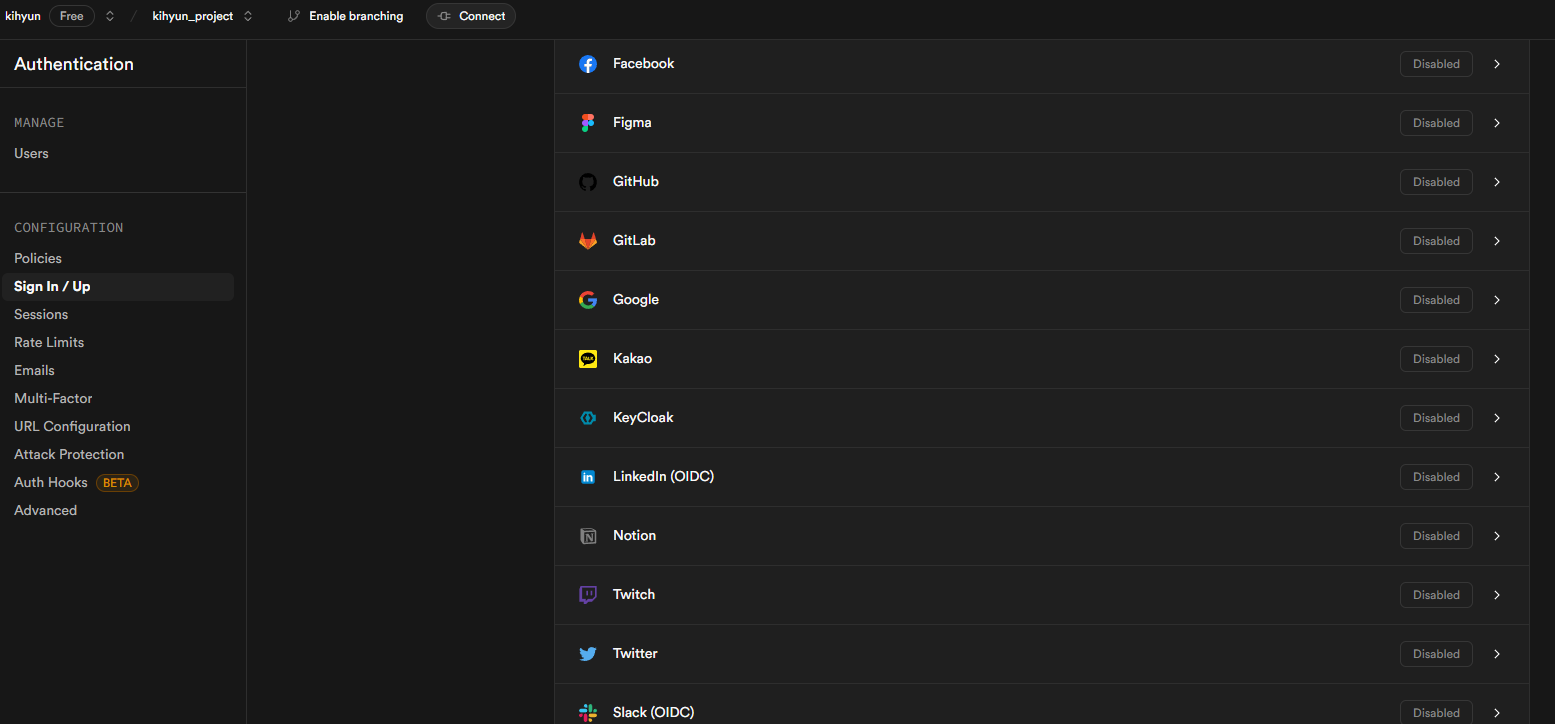 kihyun Free / kihyun_project Enable branching Connect
Authentication
MANAGE
Users
CONFIGURATION
Policies
Sign In / Up
Sessions
Rate Limits
Emails
Multi-Factor
URL Configuration
Attack Protection
Auth Hooks BETA
Advanced
Facebook Disabled
Figma Disabled
GitHub Disabled
GitLab Disabled
Google Disabled
TALK Kakao Disabled
KeyCloak Disabled
in LinkedIn (OIDC) Disabled
N Notion Disabled
Twitch Disabled
Twitter Disabled
Slack (OIDC) Disabled